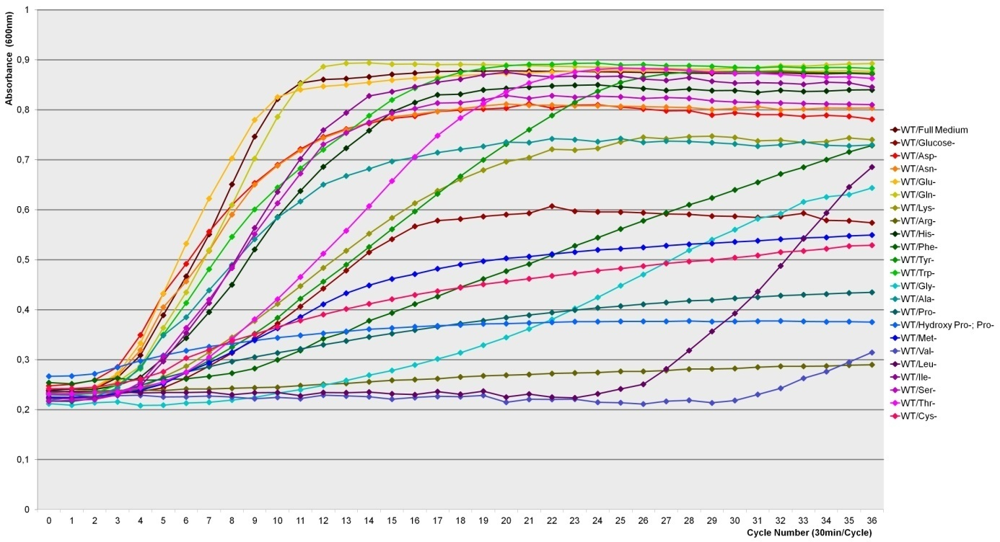 Absorbance (600nm)
1
0,9
0,8
0,7
0,6
0,5
0,4
0,3
0,2
0,1
0
0 1 2 3 4 5 6 7 8 9 10 11 12 13 14 15 16 17 18 19 20 21 22 23 24 25 26 27 28 29 30 31 32 33 34 35 36
Cycle Number (30min/Cycle)
WT/Full Medium
WT/Glucose-
WT/Asp-
WT/Asn-
WT/Glu-
WT/Gln-
WT/Lys-
WT/Arg-
WT/His-
WT/Phe-
WT/Tyr-
WT/Trp-
WT/Gly-
WT/Ala-
WT/Pro-
WT/Hydroxy Pro-; Pro-
WT/Met-
WT/Val-
WT/Leu-
WT/Ile-
WT/Ser-
WT/Thr-
WT/Cys-